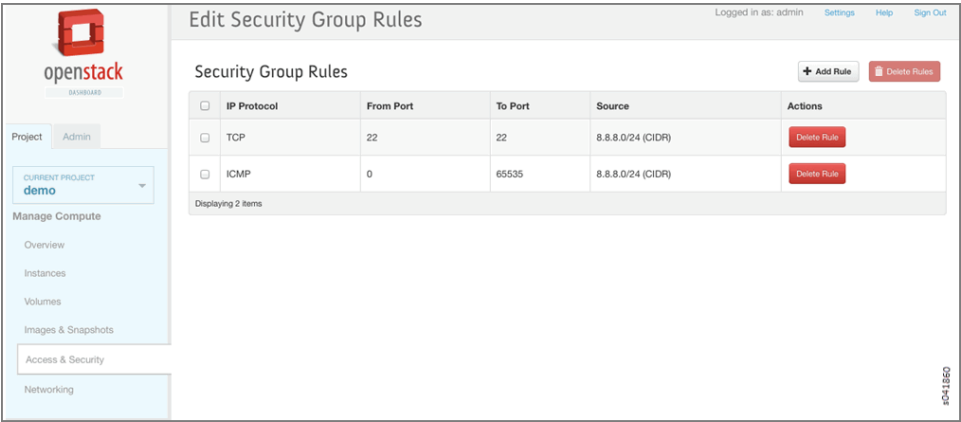 Edit Security Group Rules
Logged in as: admin Settings Help Sign Out
openstack
DASHBOARD
Project Admin
CURRENT PROJECT
demo
Manage Compute
Overview
Instances
Volumes
Images & Snapshots
Access & Security
Networking
Security Group Rules
+ Add Rule Delete Rules
IP Protocol From Port To Port Source Actions
TCP 22 22 8.8.8.0/24 (CIDR) Delete Rule
ICMP 0 65535 8.8.8.0/24 (CIDR) Delete Rule
Displaying 2 items
s041860